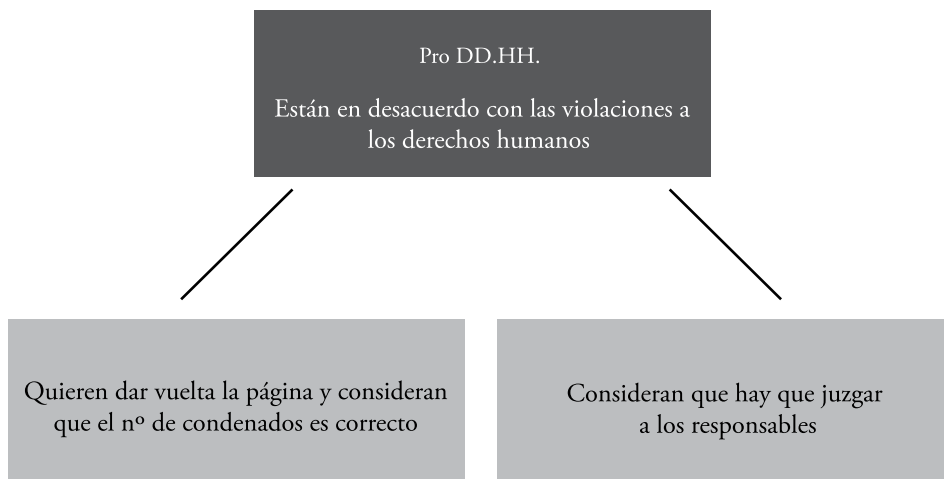 Pro DD.HH.
Están en desacuerdo con las violaciones a
los derechos humanos
Quieren dar vuelta la página y consideran
que el nº de condenados es correcto
Consideran que hay que juzgar
a los responsables